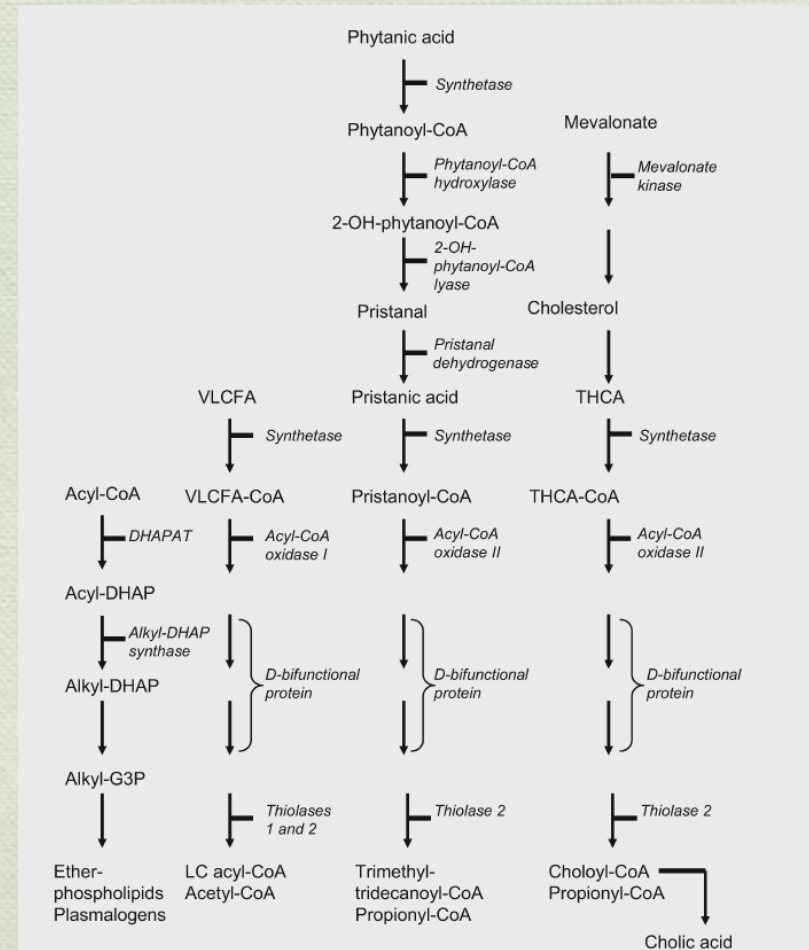 Phytanic acid
Synthetase
Phytanoyl-CoA
Mevalonate
Phytanoyl-CoA
hydroxylase
Mevalonate
kinase
2-OH-phytanoyl-CoA
2-OH-
phytanoyl-CoA
lyase
Pristanal
Cholesterol
Pristanal
dehydrogenase
VLCFA
Pristanic acid
THCA
Synthetase
Synthetase
Synthetase
Acyl-CoA
VLCFA-CoA
Pristanoyl-CoA
THCA-CoA
DHAPAT
Acyl-CoA
oxidase I
Acyl-CoA
oxidase II
Acyl-CoA
oxidase II
Acyl-DHAP
Alkyl-DHAP
synthase
D-bifunctional
protein
D-bifunctional
protein
D-bifunctional
protein
Alkyl-DHAP
Alkyl-G3P
Thiolases
1 and 2
Thiolase 2
Thiolase 2
Ether-
phospholipids
Plasmalogens
LC acyl-CoA
Acetyl-CoA
Trimethyl-
tridecanoyl-CoA
Propionyl-CoA
Choloyl-CoA
Propionyl-CoA
Cholic acid